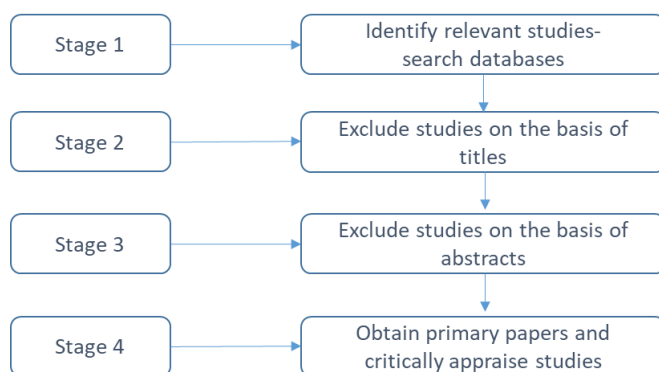 Stage 1
Identify relevant studies-
search databases
Stage 2
Exclude studies on the basis of
titles
Stage 3
Exclude studies on the basis of
abstracts
Stage 4
Obtain primary papers and
critically appraise studies